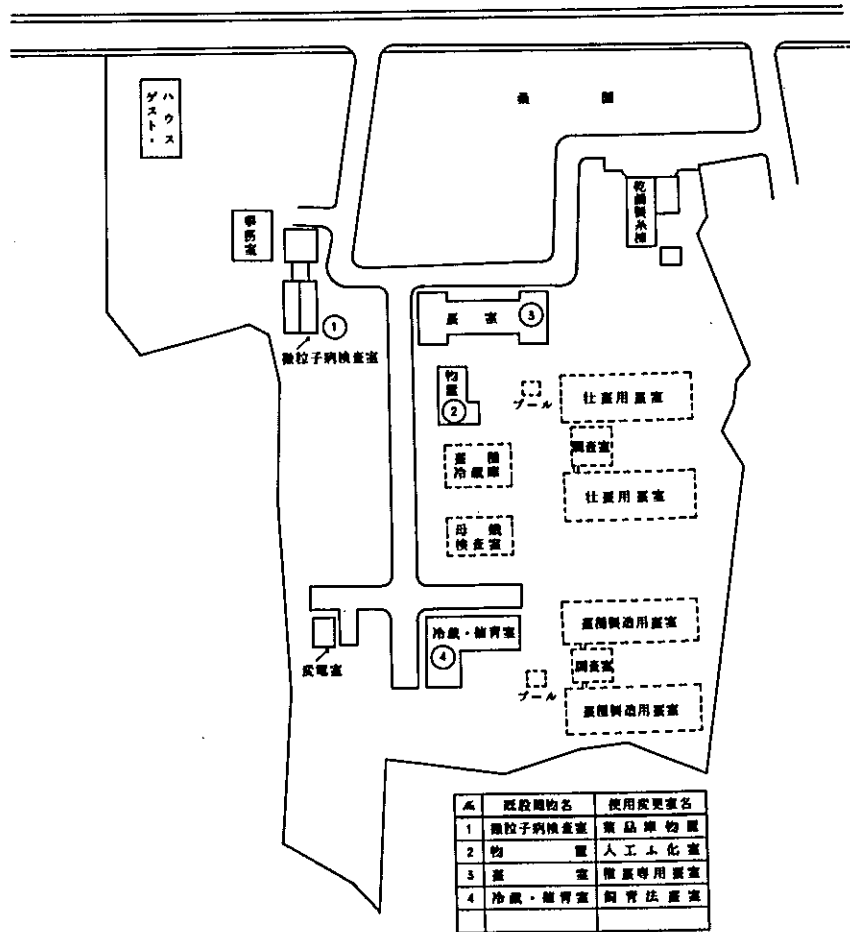 ゲスト・
ハウス
桑園
乾繭製糸棟
事務室
微粒子病検査室
1
蚕室
3
物置
2
プール
壮蚕用蚕室
調査室
壮蚕用蚕室
蚕種
冷蔵庫
母蛾
検査室
蚕種製造用蚕室
調査室
蚕種製造用蚕室
冷蔵・催青室
4
変電室
プール
既設建物名 使用変更室名
1 微粒子病検査室 薬品庫物置
2 物置 人工ふ化室
3 蚕室 稚蚕専用蚕室
4 冷蔵・催青室